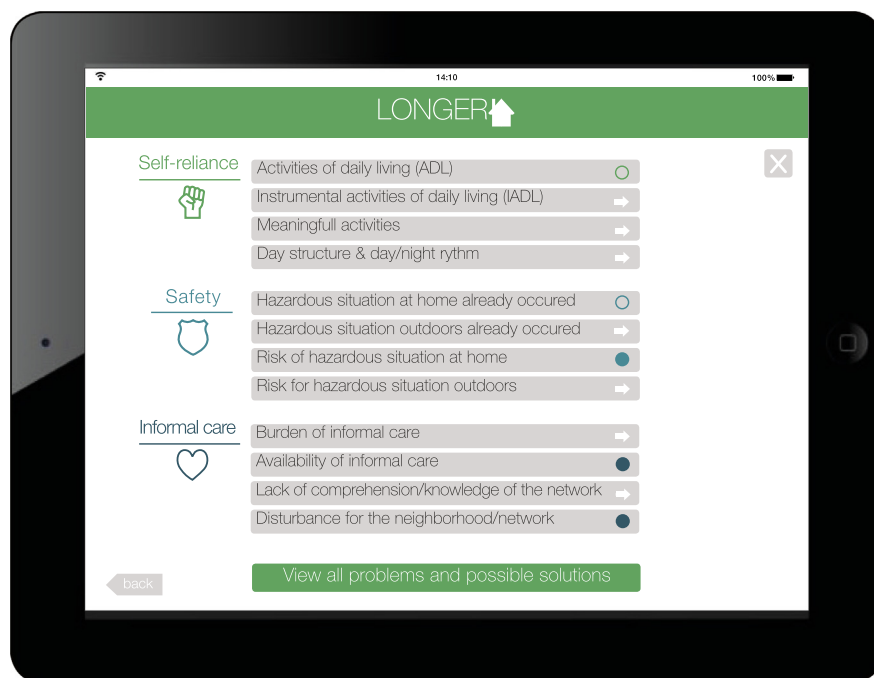 14:10
100%
LONGER
Self-reliance
Activities of daily living (ADL)
Instrumental activities of daily living (IADL)
Meaningfull activities
Day structure & day/night rythm
Safety
Hazardous situation at home already occured
Hazardous situation outdoors already occured
Risk of hazardous situation at home
Risk for hazardous situation outdoors
Informal care
Burden of informal care
Availability of informal care
Lack of comprehension/knowledge of the network
Disturbance for the neighborhood/network
back
View all problems and possible solutions